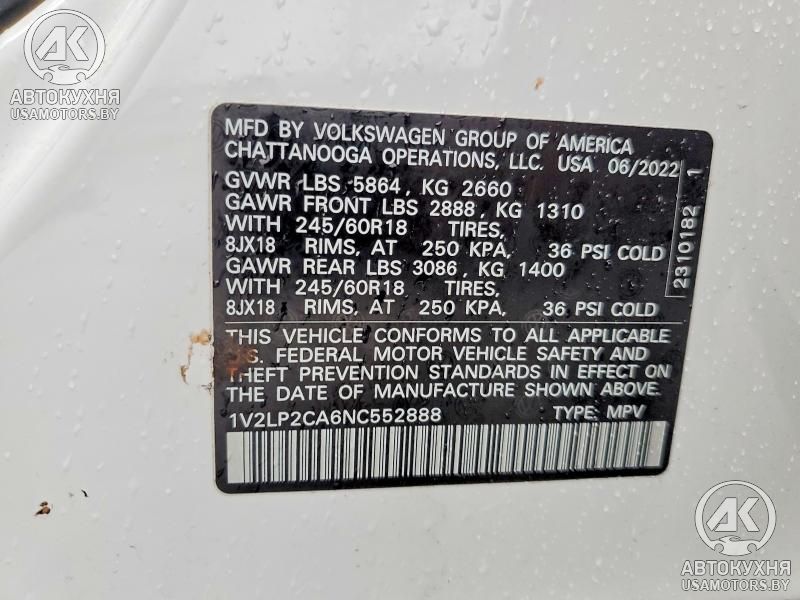 АК
АВТОКУХНЯ
USAMOTORS.BY
MFD BY VOLKSWAGEN GROUP OF AMERICA
CHATTANOOGA OPERATIONS, LLC. USA 06/2022
GVWR LBS 5864, KG 2660
GAWR FRONT LBS 2888, KG 1310
WITH 245/60R18 TIRES,
8JX18 RIMS, AT 250 KPA, 36 PSI COLD
GAWR REAR LBS 3086, KG 1400
WITH 245/60R18 TIRES,
8JX18 RIMS, AT 250 KPA, 36 PSI COLD
THIS VEHICLE CONFORMS TO ALL APPLICABLE
U.S. FEDERAL MOTOR VEHICLE SAFETY AND
THEFT PREVENTION STANDARDS IN EFFECT ON
THE DATE OF MANUFACTURE SHOWN ABOVE.
1V2LP2CA6NC552888 TYPE: MPV
2310182 1
АК
АВТОКУХНЯ
USAMOTORS.BY